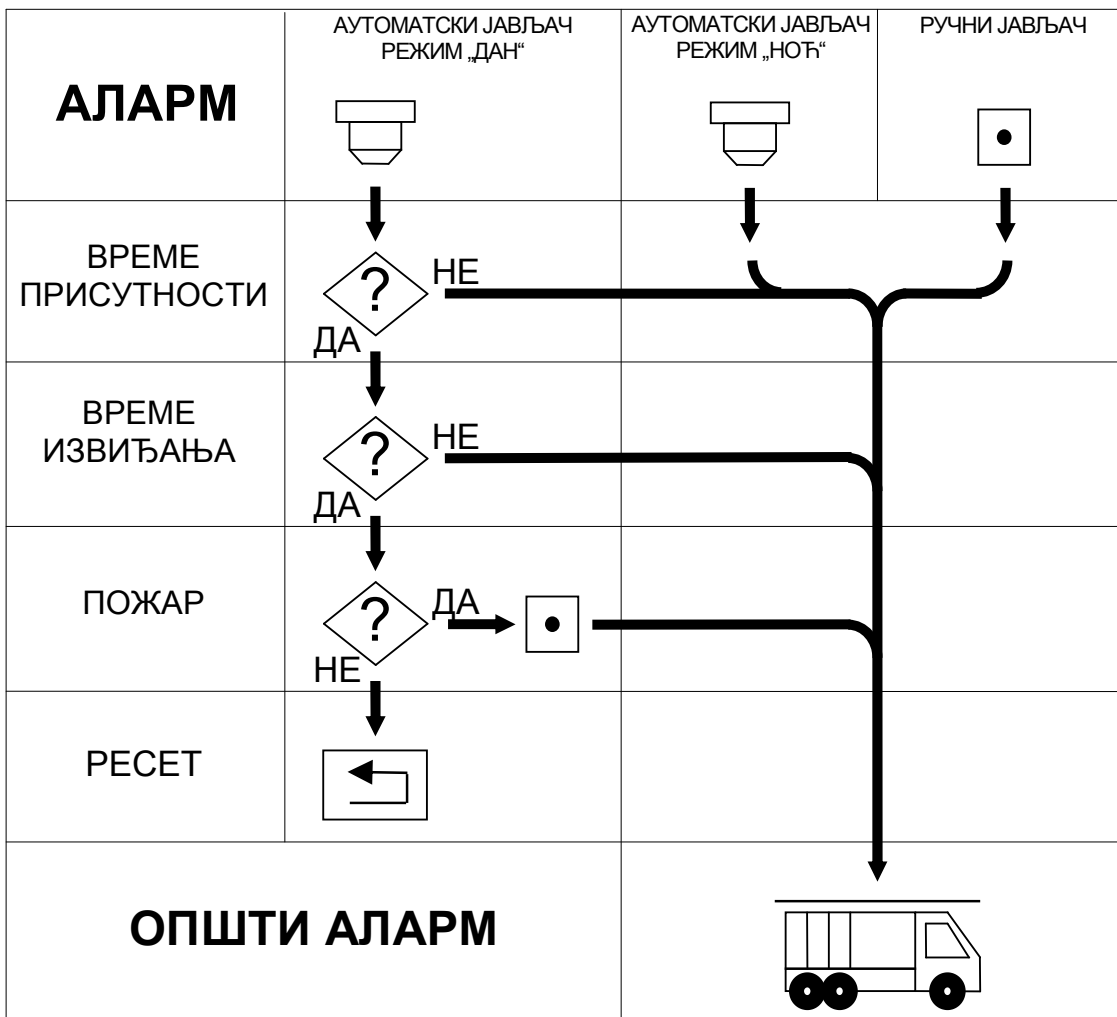 АУТОМАТСКИ ЈАВЉАЧ
РЕЖИМ „ДАН“
АУТОМАТСКИ ЈАВЉАЧ
РЕЖИМ „НОЋ“
РУЧНИ ЈАВЉАЧ
АЛАРМ
ВРЕМЕ
ПРИСУТНОСТИ
?
НЕ
ДА
ВРЕМЕ
ИЗВИЂАЊА
?
НЕ
ДА
ПОЖАР
?
ДА
НЕ
РЕСЕТ
ОПШТИ АЛАРМ